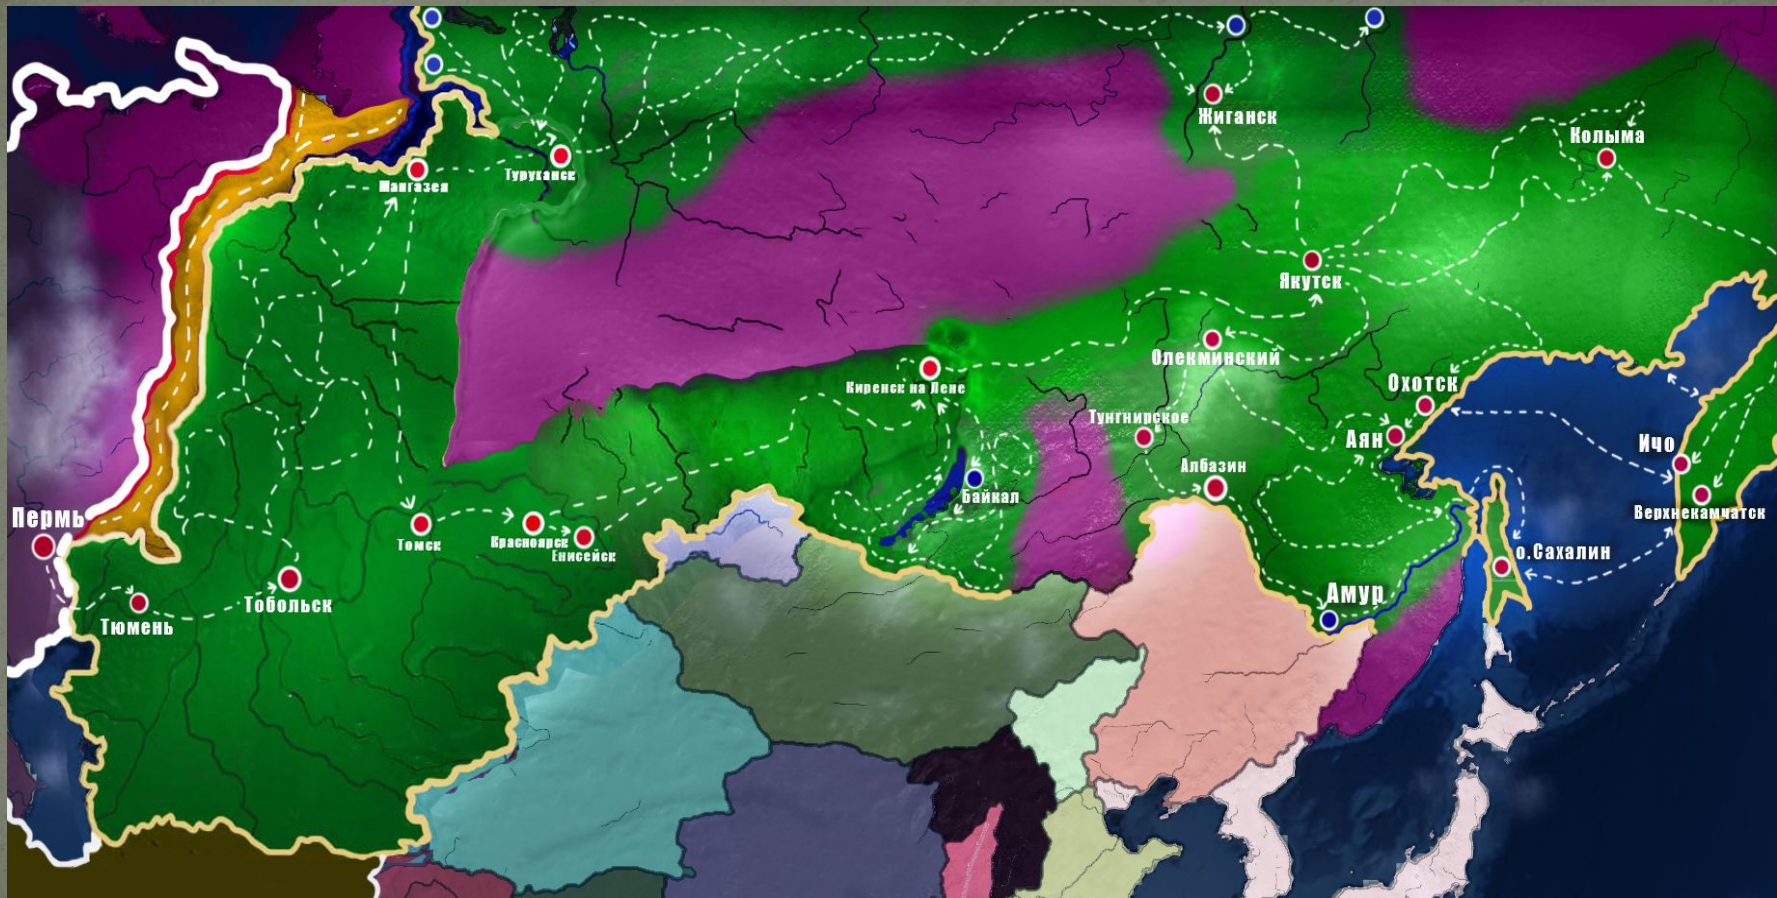 Жиганск
Колыма
Туруханск
Мангазея
Якутск
Олекминский
Киренск на Лене
Охотск
Тунгнирское
Аян
Ичо
Албазин
Байкал
Верхнекамчатск
Пермь
Томск
Красноярск
Енисейск
о.Сахалин
Тобольск
Амур
Тюмень